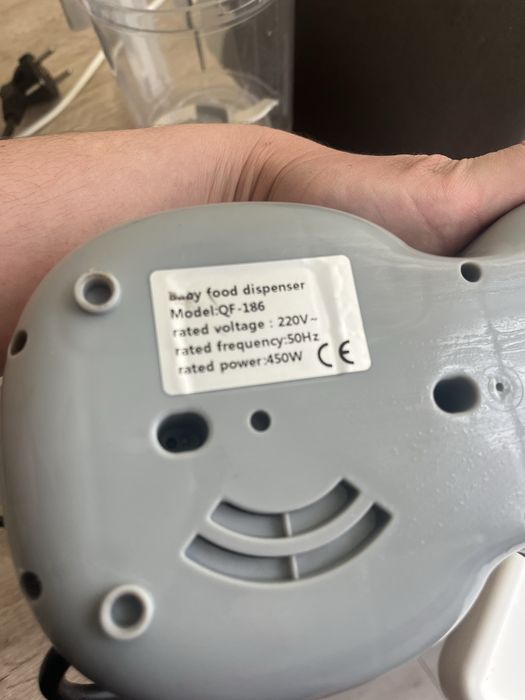 Baby food dispenser
Model:QF-186
rated voltage : 220V~
rated frequency:50Hz
rated power:450W CE